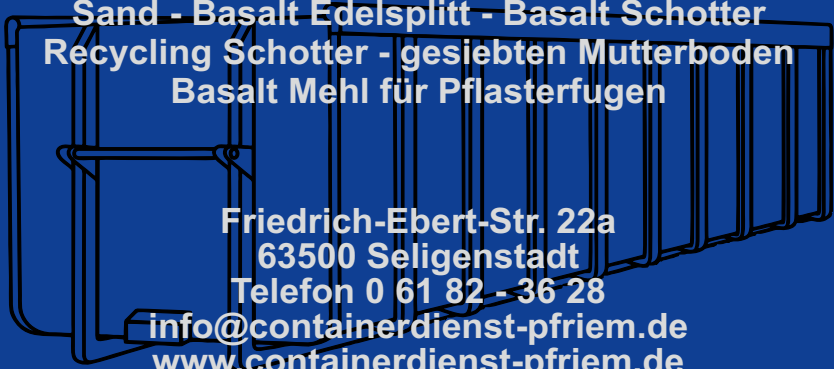 Sand - Basalt Edelsplitt - Basalt Schotter
Recycling Schotter - gesiebten Mutterboden
Basalt Mehl für Pflasterfugen
Friedrich-Ebert-Str. 22a
63500 Seligenstadt
Telefon 0 61 82 - 36 28
info@containerdienst-pfriem.de
www.containerdienst-pfriem.de